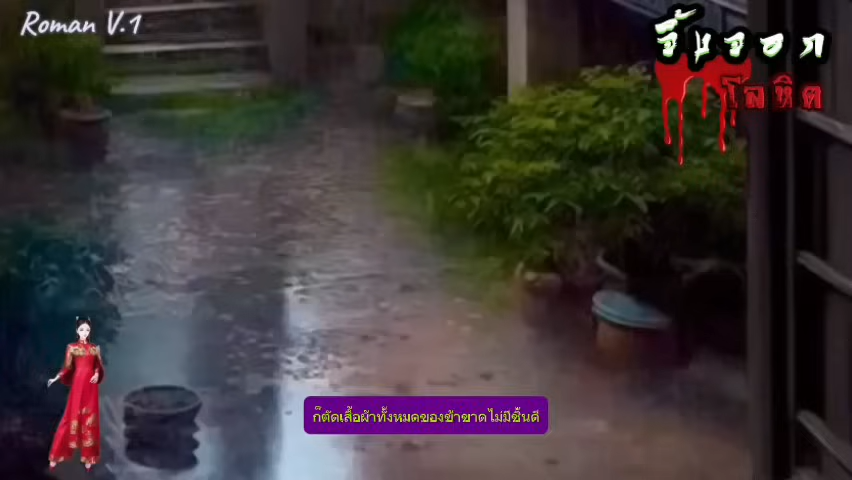 Roman V.1
จิ้มจอก
โลหิต
ก็ตัดเสื้อผ้าทั้งหมดของข้าขาดไม่มีชิ้นดี